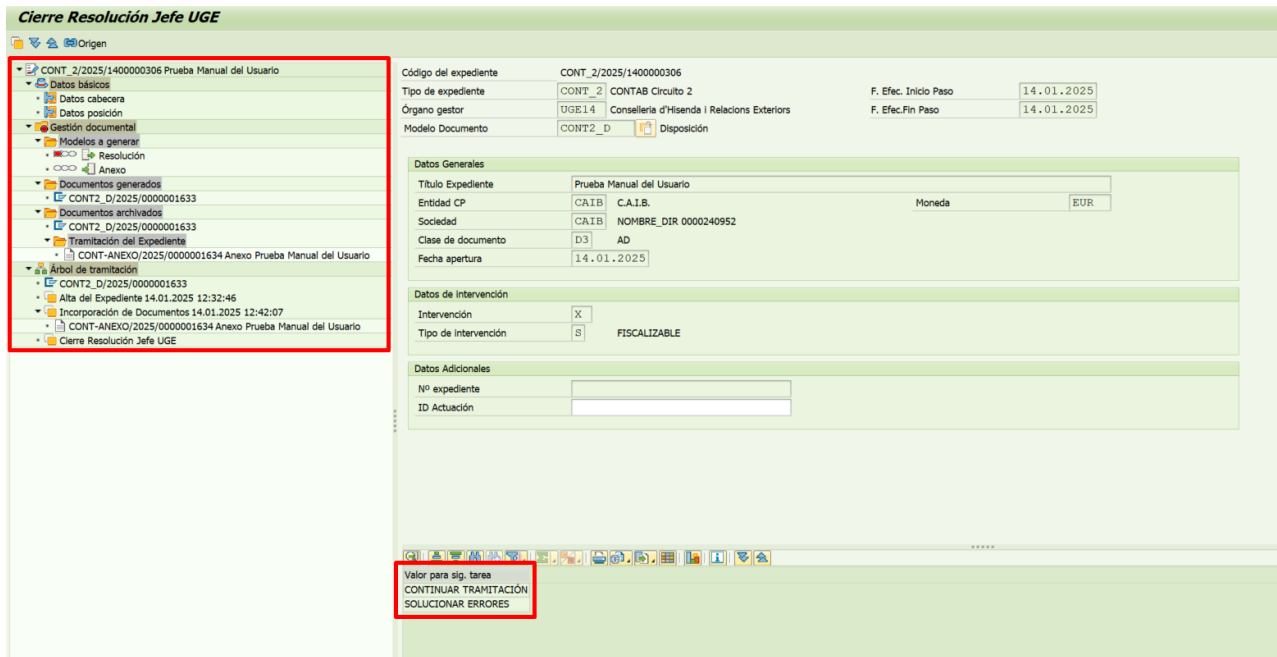 Cierre Resolución Jefe UGE
Origen
CONT_2/2025/1400000306 Prueba Manual del Usuario
Datos básicos
Datos cabecera
Datos posición
Gestión documental
Modelos a generar
Resolución
Anexo
Documentos generados
CONT2_D/2025/0000001633
Documentos archivados
CONT2_D/2025/0000001633
Tramitación del Expediente
CONT-ANEXO/2025/0000001634 Anexo Prueba Manual del Usuario
Árbol de tramitación
CONT2_D/2025/0000001633
Alta del Expediente 14.01.2025 12:32:46
Incorporación de Documentos 14.01.2025 12:42:07
CONT-ANEXO/2025/0000001634 Anexo Prueba Manual del Usuario
Cierre Resolución Jefe UGE
Código del expediente CONT_2/2025/1400000306
Tipo de expediente CONT_2 CONTAB Circuito 2 F. Efec. Inicio Paso 14.01.2025
Órgano gestor UGE14 Conselleria d'Hisenda i Relacions Exteriors F. Efec.Fin Paso 14.01.2025
Modelo Documento CONT2_D Disposición
Datos Generales
Título Expediente Prueba Manual del Usuario
Entidad CP CAIB C.A.I.B. Moneda EUR
Sociedad CAIB NOMBRE_DIR 0000240952
Clase de documento D3 AD
Fecha apertura 14.01.2025
Datos de intervención
Intervención X
Tipo de intervención S FISCALIZABLE
Datos Adicionales
Nº expediente
ID Actuación
Valor para sig. tarea
CONTINUAR TRAMITACIÓN
SOLUCIONAR ERRORES